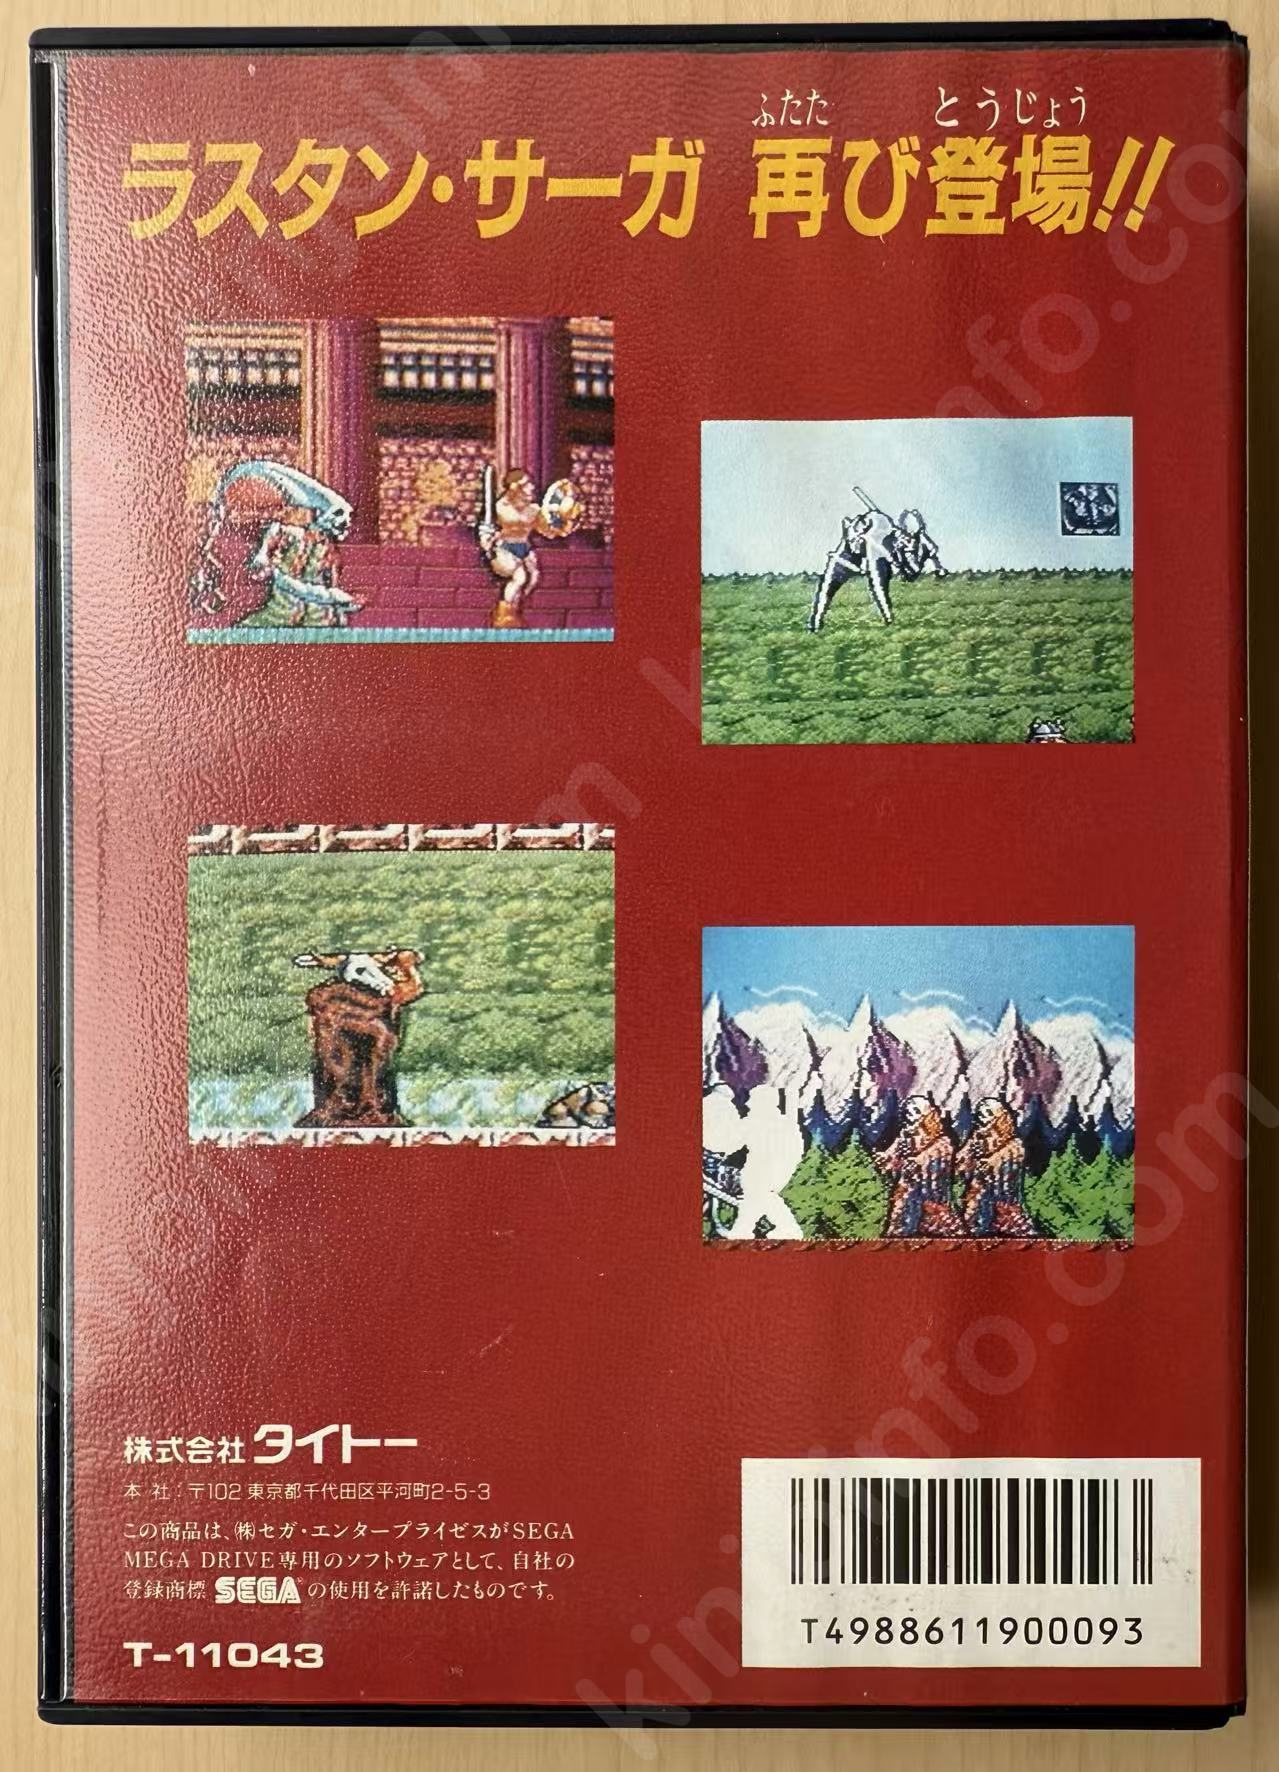 ふたた とうじょう
ラスタン・サーガ 再び登場!!
株式会社 タイトー
本 社：〒102 東京都千代田区平河町2-5-3
この商品は、㈱セガ・エンタープライゼスがSEGA
MEGA DRIVE専用のソフトウェアとして、自社の
登録商標 SEGA® の使用を許諾したものです。
T-11043
T4988611900093